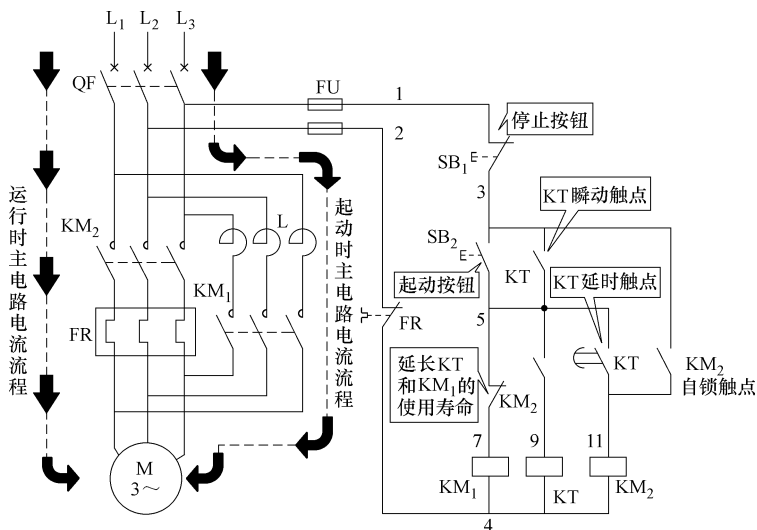 L1 L2 L3
QF
FU
1
2
停止按钮
SB1
3
KT瞬动触点
运行时主电路电流流程
KM2
L
起动时主电路电流流程
SB2
起动按钮
KT
KT延时触点
KM1
FR
FR
5
KT
KM2
自锁触点
延长KT
和KM1的
使用寿命
KM2
7
9
11
M
3～
KM1
KT
KM2
4